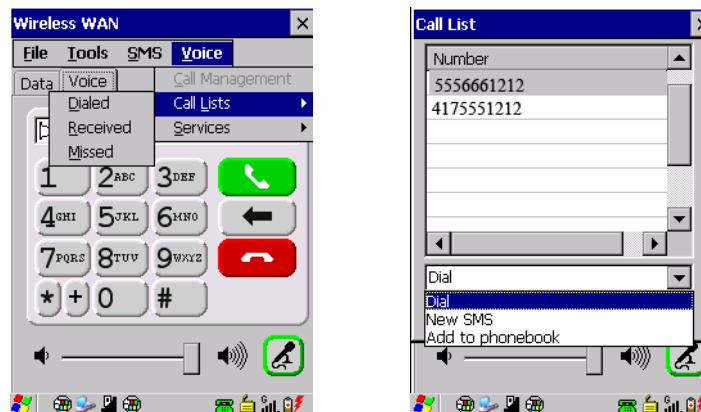 Wireless WAN
File Tools SMS Voice
Data Voice
Call Management
Call Lists
Services
Dialed
Received
Missed
1 2ABC 3DEF
4GHI 5JKL 6MNO
7PQRS 8TUV 9WXYZ
* + 0 #
Call List
Number
5556661212
4175551212
Dial
Dial
New SMS
Add to phonebook